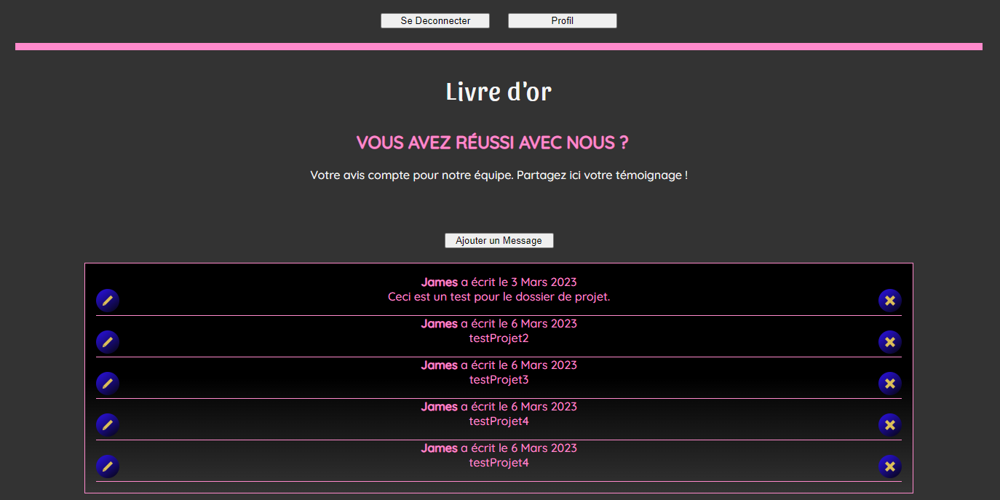 Se Deconnecter
Profil
Livre d'or
VOUS AVEZ RÉUSSI AVEC NOUS ?
Votre avis compte pour notre équipe. Partagez ici votre témoignage !
Ajouter un Message
James a écrit le 3 Mars 2023
Ceci est un test pour le dossier de projet.
James a écrit le 6 Mars 2023
testProjet2
James a écrit le 6 Mars 2023
testProjet3
James a écrit le 6 Mars 2023
testProjet4
James a écrit le 6 Mars 2023
testProjet4